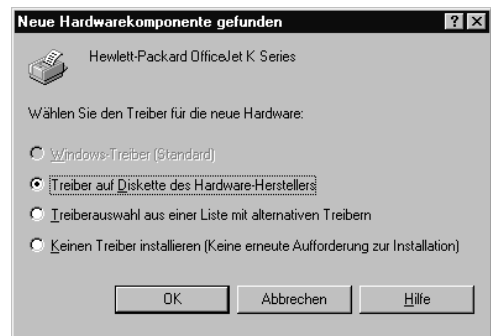 Neue Hardwarekomponente gefunden
Hewlett-Packard OfficeJet K Series
Wählen Sie den Treiber für die neue Hardware:
Windows-Treiber (Standard)
Treiber auf Diskette des Hardware-Herstellers
Treiberauswahl aus einer Liste mit alternativen Treibern
Keinen Treiber installieren (Keine erneute Aufforderung zur Installation)
OK Abbrechen Hilfe